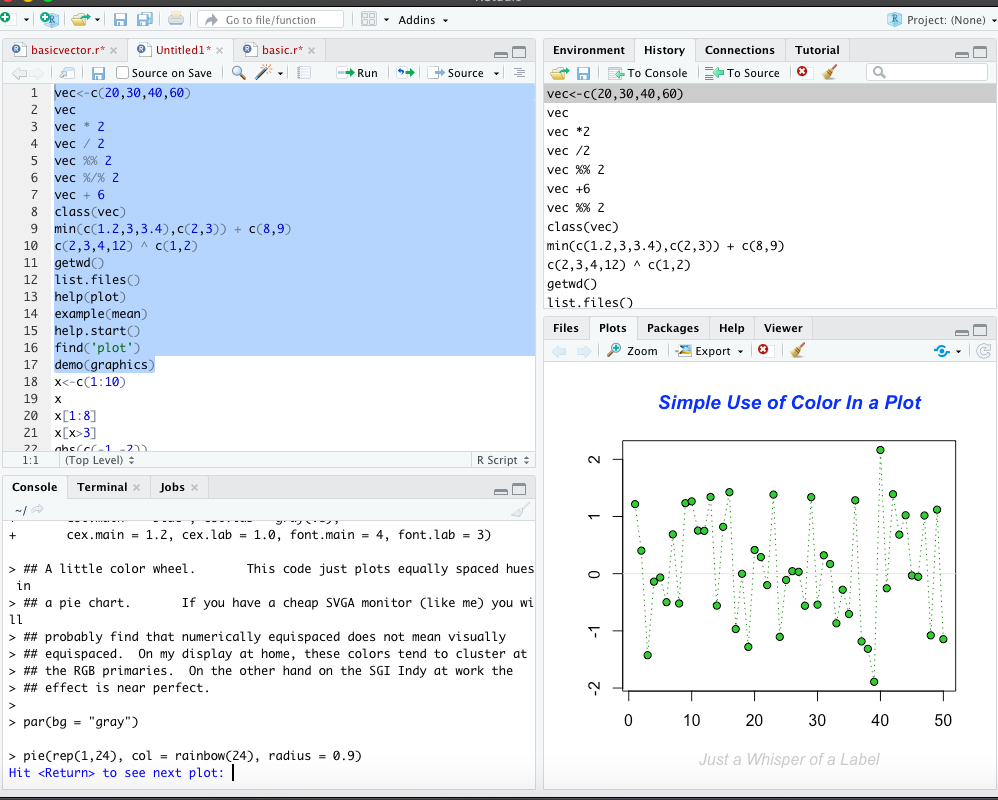 Go to file/function
Addins
Project: (None)
basicvector.r*
Untitled1*
basic.r*
Source on Save
Run
Source
1 vec<-c(20,30,40,60)
2 vec
3 vec * 2
4 vec / 2
5 vec %% 2
6 vec %/% 2
7 vec + 6
8 class(vec)
9 min(c(1.2,3,3.4),c(2,3)) + c(8,9)
10 c(2,3,4,12) ^ c(1,2)
11 getwd()
12 list.files()
13 help(plot)
14 example(mean)
15 help.start()
16 find('plot')
17 demo(graphics)
18 x<-c(1:10)
19 x
20 x[1:8]
21 x[x>3]
22 abs(c(-1,-2))
1:1 (Top Level) R Script
Console Terminal Jobs
~/
+ cex.main = 1.2, cex.lab = 1.0, font.main = 4, font.lab = 3)
> ## A little color wheel. This code just plots equally spaced hues
in
> ## a pie chart. If you have a cheap SVGA monitor (like me) you wi
ll
> ## probably find that numerically equispaced does not mean visually
> ## equispaced. On my display at home, these colors tend to cluster at
> ## the RGB primaries. On the other hand on the SGI Indy at work the
> ## effect is near perfect.
>
> par(bg = "gray")
> pie(rep(1,24), col = rainbow(24), radius = 0.9)
Hit <Return> to see next plot:
Environment History Connections Tutorial
To Console To Source
vec<-c(20,30,40,60)
vec
vec *2
vec /2
vec %% 2
vec +6
vec %% 2
class(vec)
min(c(1.2,3,3.4),c(2,3)) + c(8,9)
c(2,3,4,12) ^ c(1,2)
getwd()
list.files()
Files Plots Packages Help Viewer
Zoom Export
Simple Use of Color In a Plot
2
1
0
-1
-2
0 10 20 30 40 50
Just a Whisper of a Label